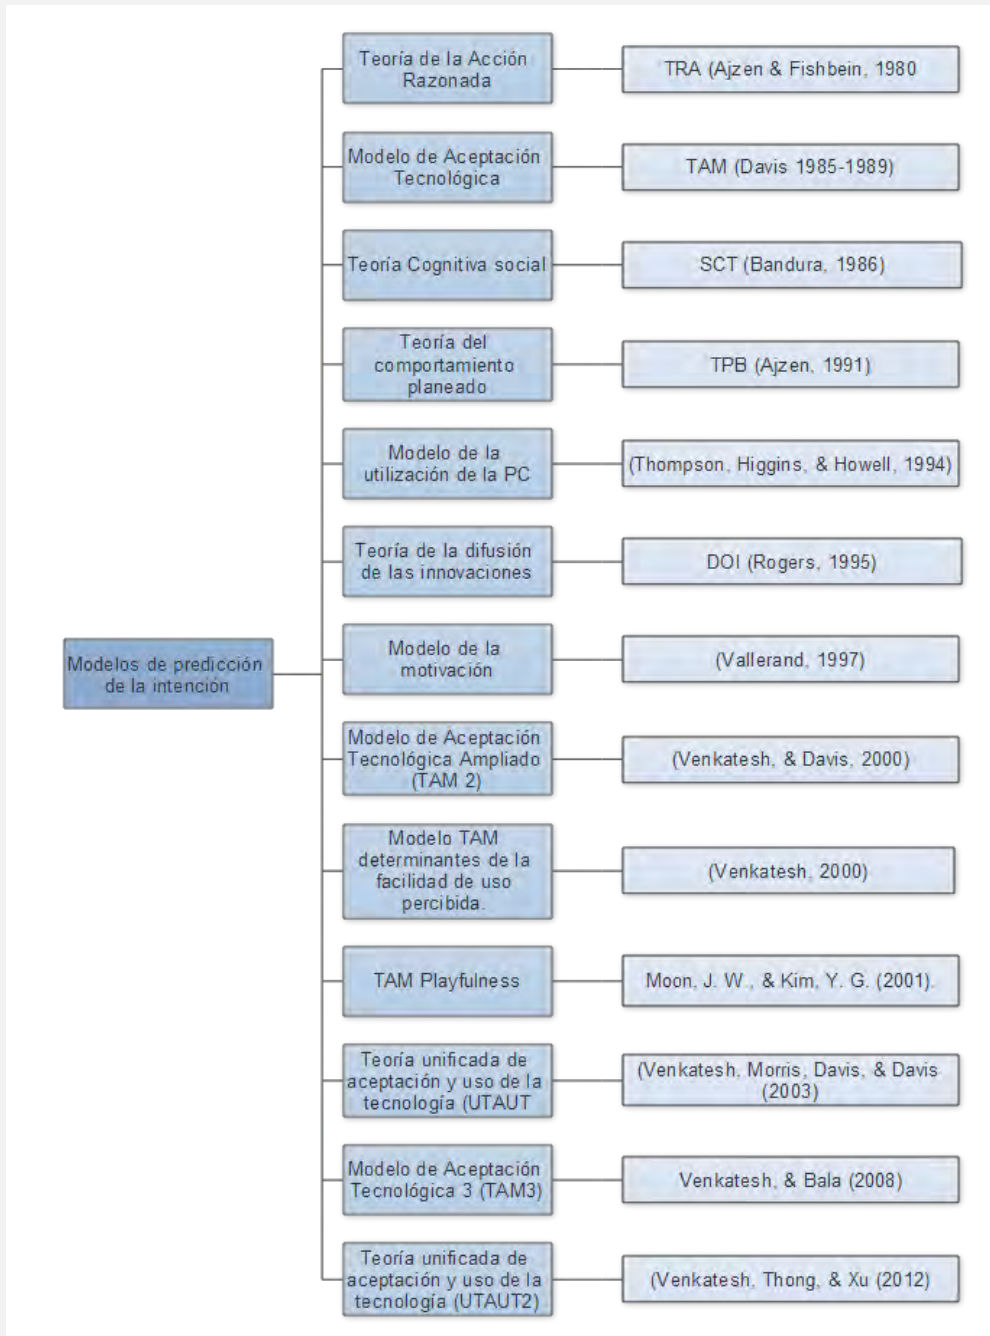 Teoría de la Acción
Razonada
TRA (Ajzen & Fishbein, 1980
Modelo de Aceptación
Tecnológica
TAM (Davis 1985-1989)
Teoría Cognitiva social
SCT (Bandura, 1986)
Teoría del
comportamiento
planeado
TPB (Ajzen, 1991)
Modelo de la
utilización de la PC
(Thompson, Higgins, & Howell, 1994)
Teoría de la difusión
de las innovaciones
DOI (Rogers, 1995)
Modelos de predicción
de la intención
Modelo de la
motivación
(Vallerand, 1997)
Modelo de Aceptación
Tecnológica Ampliado
(TAM 2)
(Venkatesh, & Davis, 2000)
Modelo TAM
determinantes de la
facilidad de uso
percibida.
(Venkatesh, 2000)
TAM Playfulness
Moon, J. W., & Kim, Y. G. (2001).
Teoría unificada de
aceptación y uso de la
tecnología (UTAUT
(Venkatesh, Morris, Davis, & Davis
(2003)
Modelo de Aceptación
Tecnológica 3 (TAM3)
Venkatesh, & Bala (2008)
Teoría unificada de
aceptación y uso de la
tecnología (UTAUT2)
(Venkatesh, Thong, & Xu (2012)